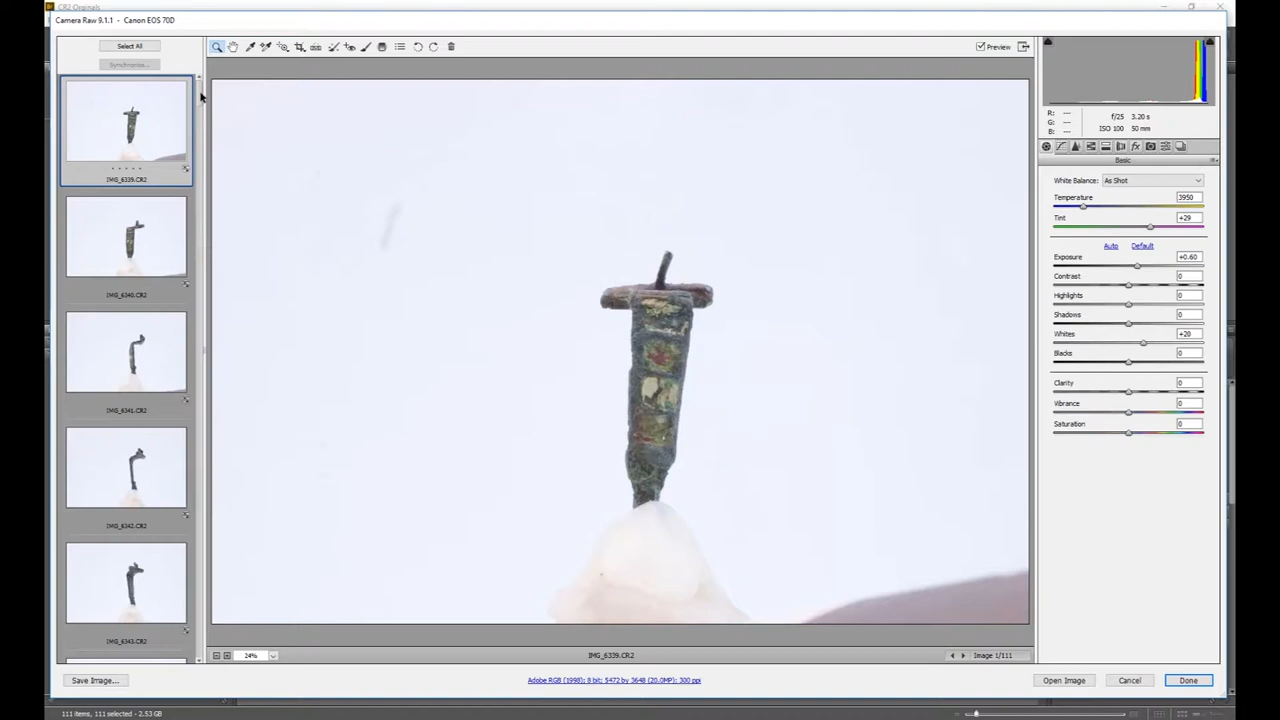 CR2 Orginals
Camera Raw 9.1.1 - Canon EOS 70D
Select All
Synchronize...
Preview
R: ---
G: ---
B: ---
f/25 3.20 s
ISO 100 50 mm
Basic
White Balance: As Shot
Temperature 3950
Tint +29
Auto Default
Exposure +0.60
Contrast 0
Highlights 0
Shadows 0
Whites +20
Blacks 0
Clarity 0
Vibrance 0
Saturation 0
IMG_6339.CR2
IMG_6340.CR2
IMG_6341.CR2
IMG_6342.CR2
IMG_6343.CR2
24%
IMG_6339.CR2
Image 1/111
Save Image...
Adobe RGB (1998); 8 bit; 5472 by 3648 (20.0MP); 300 ppi
Open Image
Cancel
Done
111 items, 111 selected - 2.53 GB